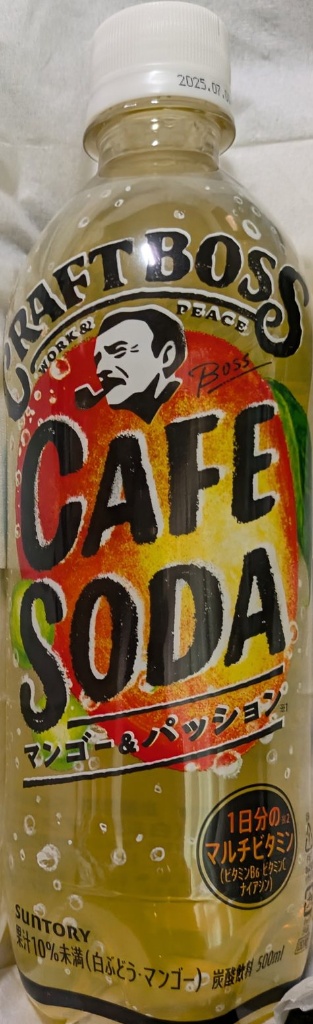 2025.07.
CRAFT BOSS
WORK & PEACE
BOSS
CAFE
SODA
マンゴー&パッション※1
1日分の※2
マルチビタミン
(ビタミンB6 ビタミンC
ナイアシン)
SUNTORY
果汁10%未満(白ぶどう・マンゴー) 炭酸飲料 500ml